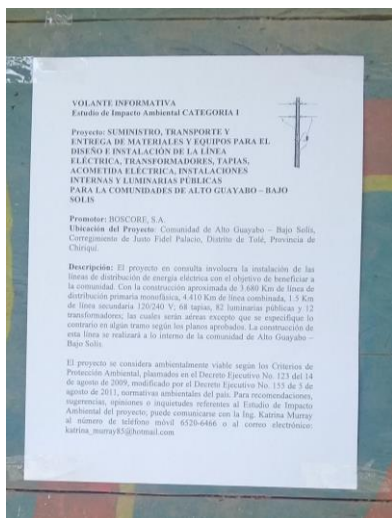 VOLANTE INFORMATIVA
Estudio de Impacto Ambiental CATEGORIA I
Proyecto: SUMINISTRO, TRANSPORTE Y
ENTREGA DE MATERIALES Y EQUIPOS PARA EL
DISEÑO E INSTALACIÓN DE LA LÍNEA
ELÉCTRICA, TRANSFORMADORES, TAPIAS,
ACOMETIDA ELÉCTRICA, INSTALACIONES
INTERNAS Y LUMINARIAS PÚBLICAS
PARA LA COMUNIDADES DE ALTO GUAYABO – BAJO
SOLIS
Promotor: BOSCORE, S.A.
Ubicación del Proyecto: Comunidad de Alto Guayabo – Bajo Solis,
Corregimiento de Justo Fidel Palacio, Distrito de Tolé, Provincia de
Chiriquí.
Descripción: El proyecto en consulta involucra la instalación de las
líneas de distribución de energía eléctrica con el objetivo de beneficiar a
la comunidad. Con la construcción aproximada de 3.680 Km de línea de
distribución primaria monofásica, 4.410 Km de línea combinada, 1.5 Km
de línea secundaria 120/240 V; 68 tapias, 82 luminarias públicas y 12
transformadores; las cuales serán aéreas excepto que se especifique lo
contrario en algún tramo según los planos aprobados. La construcción de
esta línea se realizará a lo interno de la comunidad de Alto Guayabo –
Bajo Solis.
El proyecto se considera ambientalmente viable según los Criterios de
Protección Ambiental, plasmados en el Decreto Ejecutivo No. 123 del 14
de agosto de 2009, modificado por el Decreto Ejecutivo No. 155 de 5 de
agosto de 2011, normativas ambientales del país. Para recomendaciones,
sugerencias, opiniones o inquietudes referentes al Estudio de Impacto
Ambiental del proyecto, puede comunicarse con la Ing. Katrina Murray
al número de teléfono móvil 6520-6466 o al correo electrónico:
katrina_murray85@hotmail.com